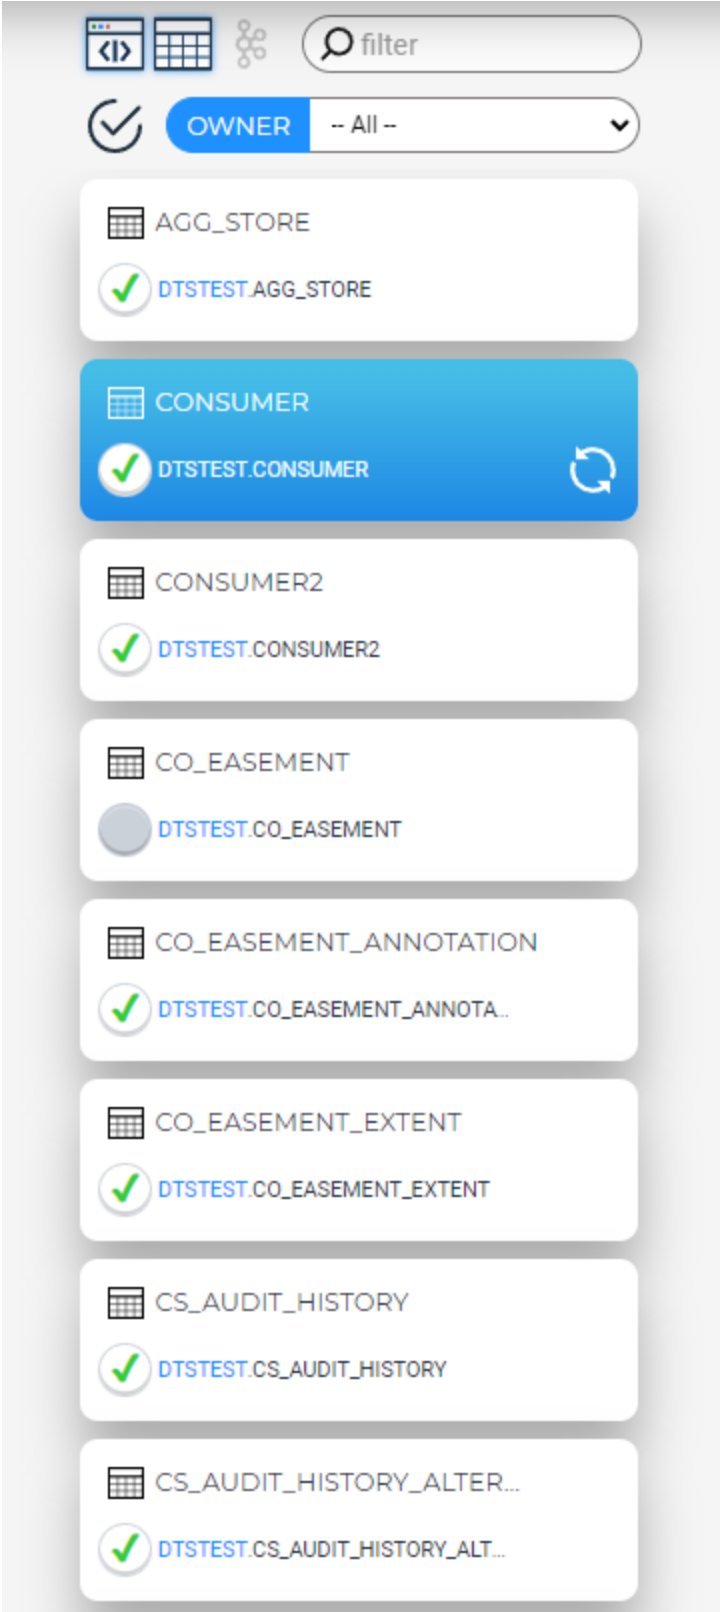 filter
OWNER -- All --
AGG_STORE
DTSTEST.AGG_STORE
CONSUMER
DTSTEST.CONSUMER
CONSUMER2
DTSTEST.CONSUMER2
CO_EASEMENT
DTSTEST.CO_EASEMENT
CO_EASEMENT_ANNOTATION
DTSTEST.CO_EASEMENT_ANNOTA...
CO_EASEMENT_EXTENT
DTSTEST.CO_EASEMENT_EXTENT
CS_AUDIT_HISTORY
DTSTEST.CS_AUDIT_HISTORY
CS_AUDIT_HISTORY_ALTER...
DTSTEST.CS_AUDIT_HISTORY_ALT...